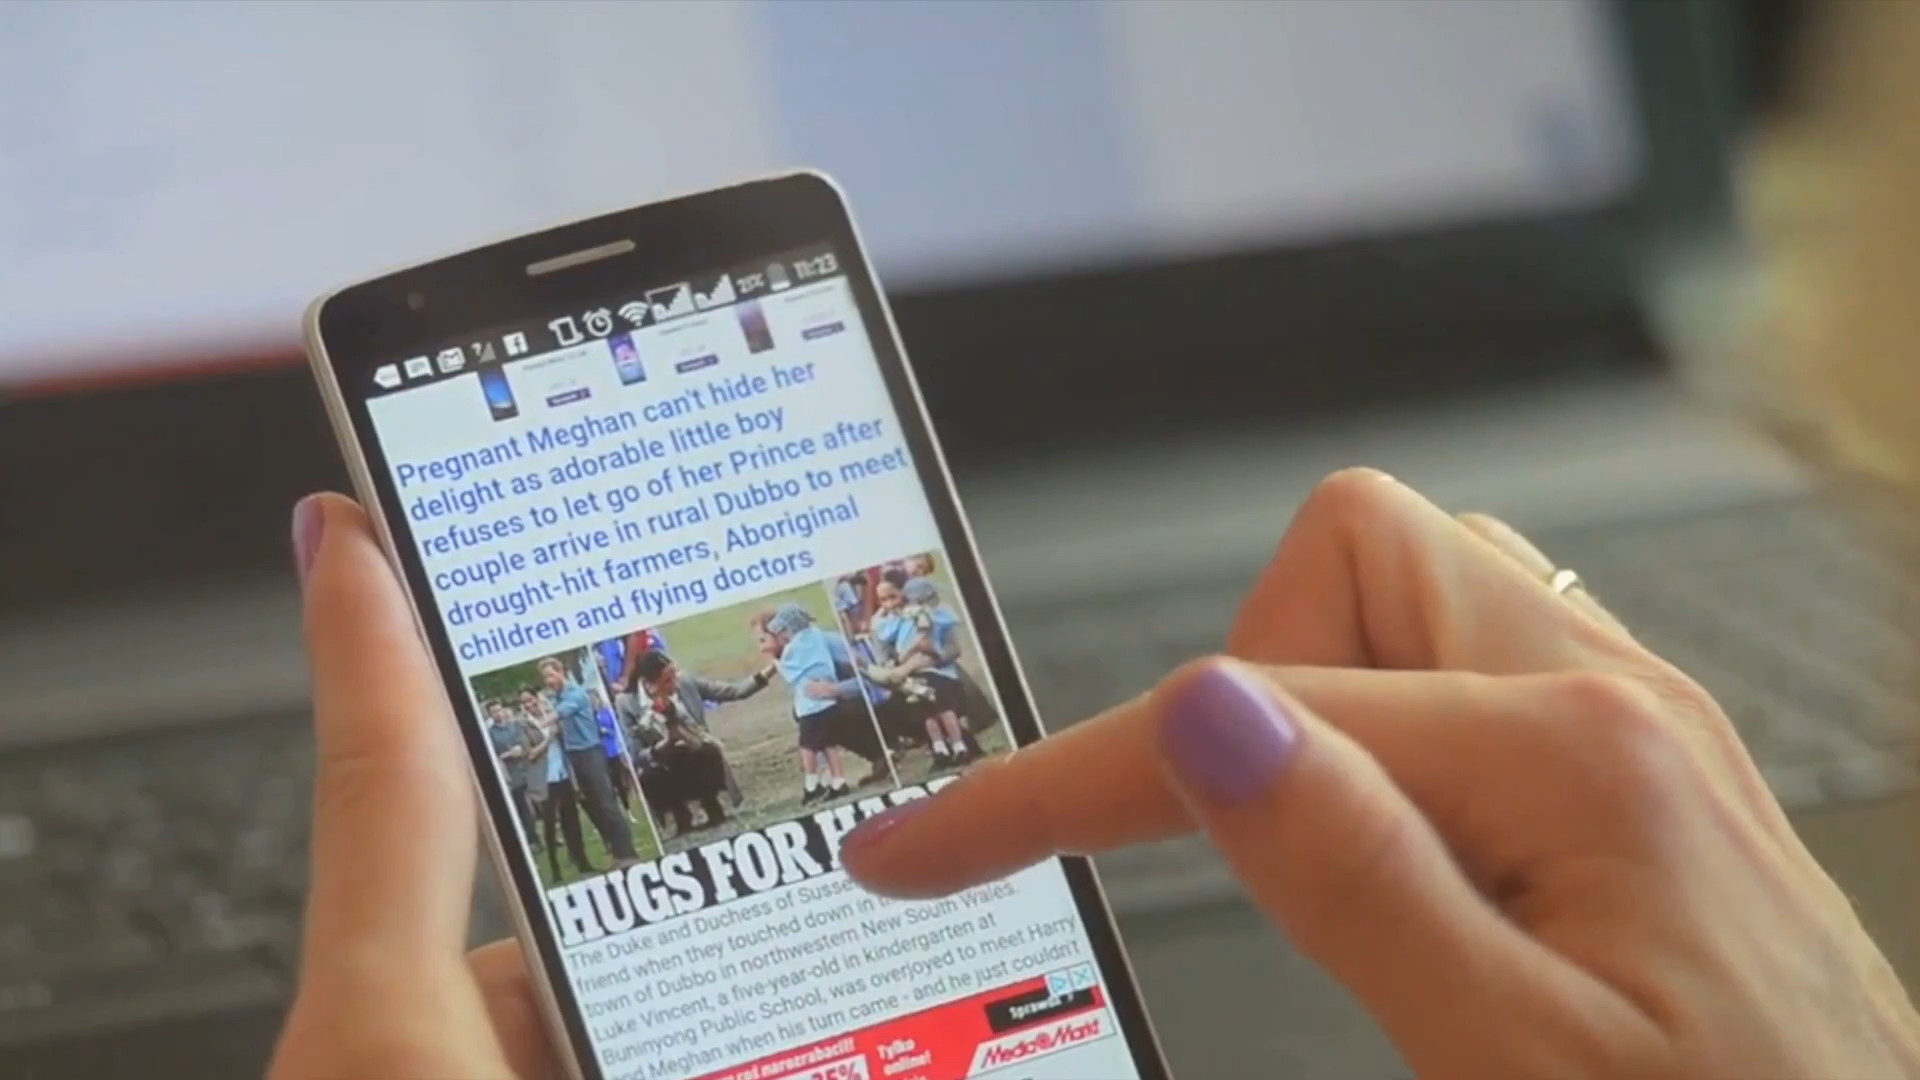 11:23
Pregnant Meghan can't hide her
delight as adorable little boy
refuses to let go of her Prince after
couple arrive in rural Dubbo to meet
drought-hit farmers, Aboriginal
children and flying doctors
HUGS FOR
The Duke and Duchess of
friend when they touched down in
town of Dubbo in northwestern New South Wales.
Luke Vincent, a five-year-old in kindergarten at
Buninyong Public School, was overjoyed to meet Harry
and Meghan when his turn came - and he just couldn't
Tylko
online!
Media Markt